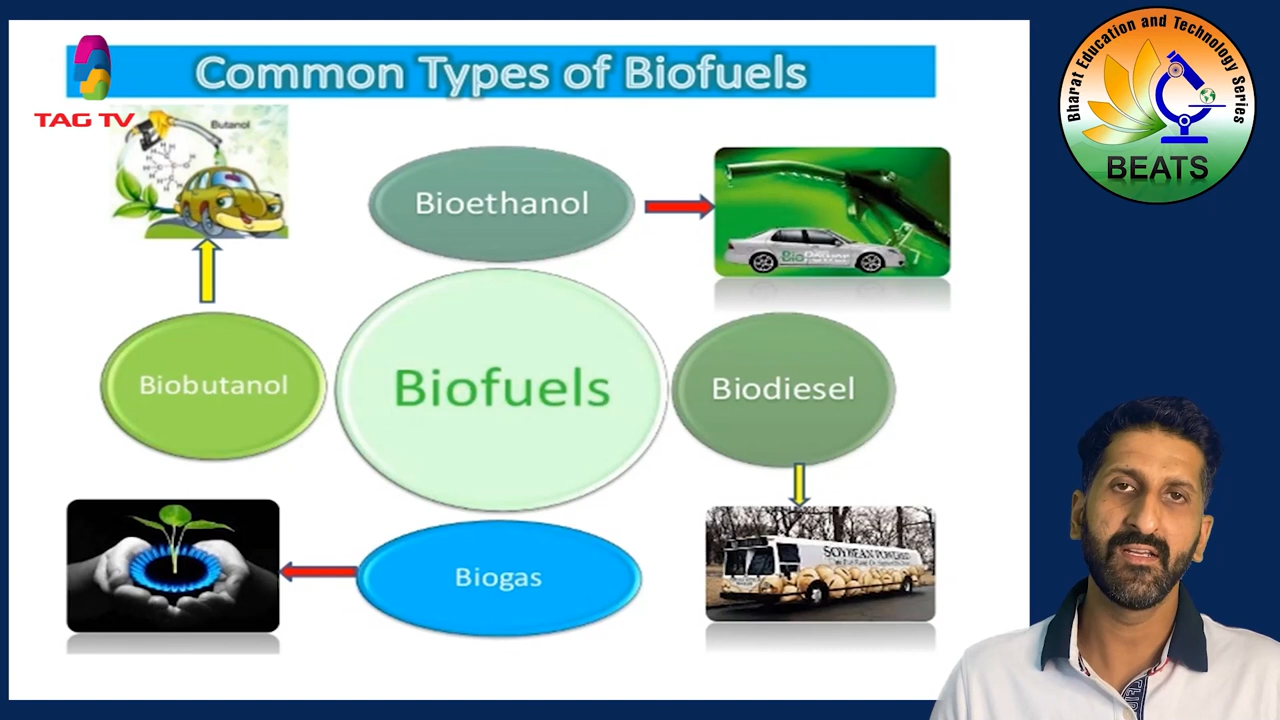 Common Types of Biofuels
TAG TV
Butanol
Bioethanol
Biobutanol
Biofuels
Biodiesel
Biogas
SOYBEAN POWERED
Bharat Education and Technology Series
BEATS